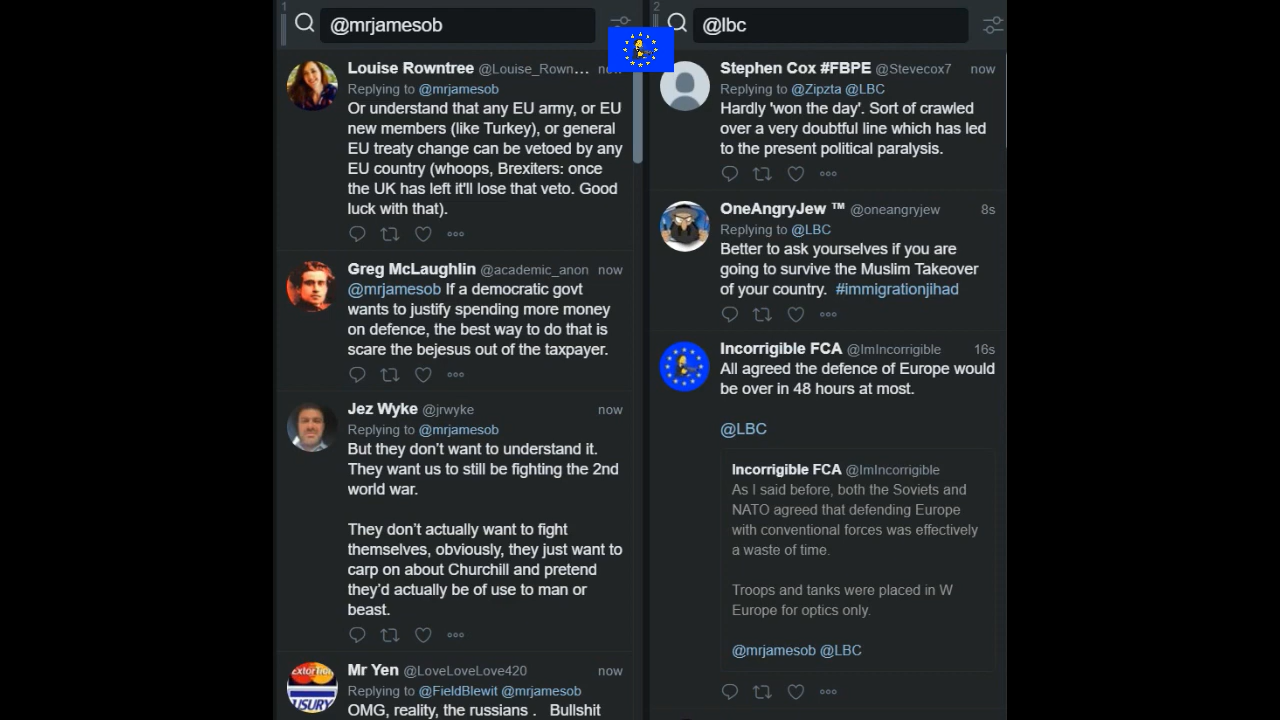 1
@mrjamesob
Louise Rowntree @Louise_Rown... now
Replying to @mrjamesob
Or understand that any EU army, or EU
new members (like Turkey), or general
EU treaty change can be vetoed by any
EU country (whoops, Brexiters: once
the UK has left it'll lose that veto. Good
luck with that).
Greg McLaughlin @academic_anon now
@mrjamesob If a democratic govt
wants to justify spending more money
on defence, the best way to do that is
scare the bejesus out of the taxpayer.
Jez Wyke @jrwyke now
Replying to @mrjamesob
But they don't want to understand it.
They want us to still be fighting the 2nd
world war.
They don't actually want to fight
themselves, obviously, they just want to
carp on about Churchill and pretend
they'd actually be of use to man or
beast.
ExtorTion
USURY
Mr Yen @LoveLoveLove420 now
Replying to @FieldBlewit @mrjamesob
OMG, reality, the russians . Bullshit
2
@lbc
Stephen Cox #FBPE @Stevecox7 now
Replying to @Zipzta @LBC
Hardly 'won the day'. Sort of crawled
over a very doubtful line which has led
to the present political paralysis.
OneAngryJew ™ @oneangryjew 8s
Replying to @LBC
Better to ask yourselves if you are
going to survive the Muslim Takeover
of your country. #immigrationjihad
Incorrigible FCA @ImIncorrigible 16s
All agreed the defence of Europe would
be over in 48 hours at most.
@LBC
Incorrigible FCA @ImIncorrigible
As I said before, both the Soviets and
NATO agreed that defending Europe
with conventional forces was effectively
a waste of time.
Troops and tanks were placed in W
Europe for optics only.
@mrjamesob @LBC